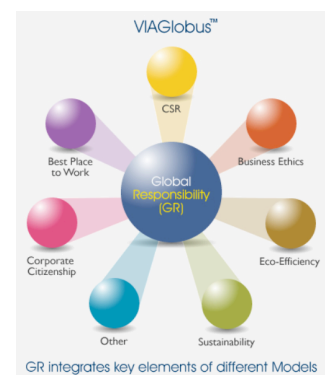 VIAGlobus™
CSR
Best Place
to Work
Business Ethics
Global
Responsibility
(GR)
Corporate
Citizenship
Eco-Efficiency
Other
Sustainability
GR integrates key elements of different Models